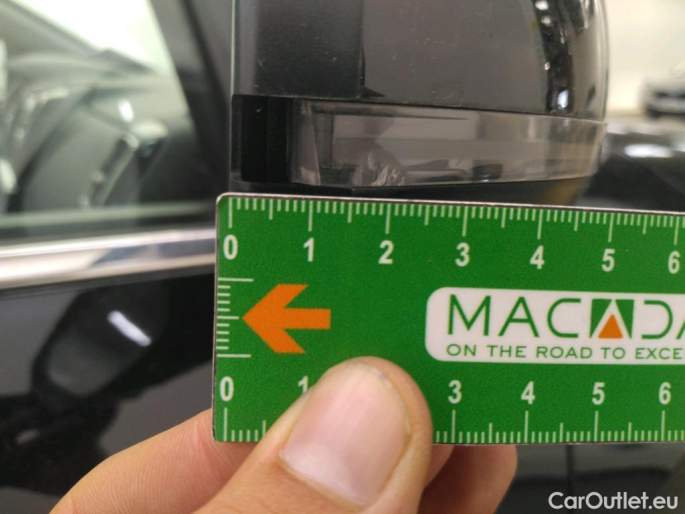 0 1 2 3 4 5 6
MACADA
ON THE ROAD TO EXCE
0 1 3 4 5 6
CarOutlet.eu